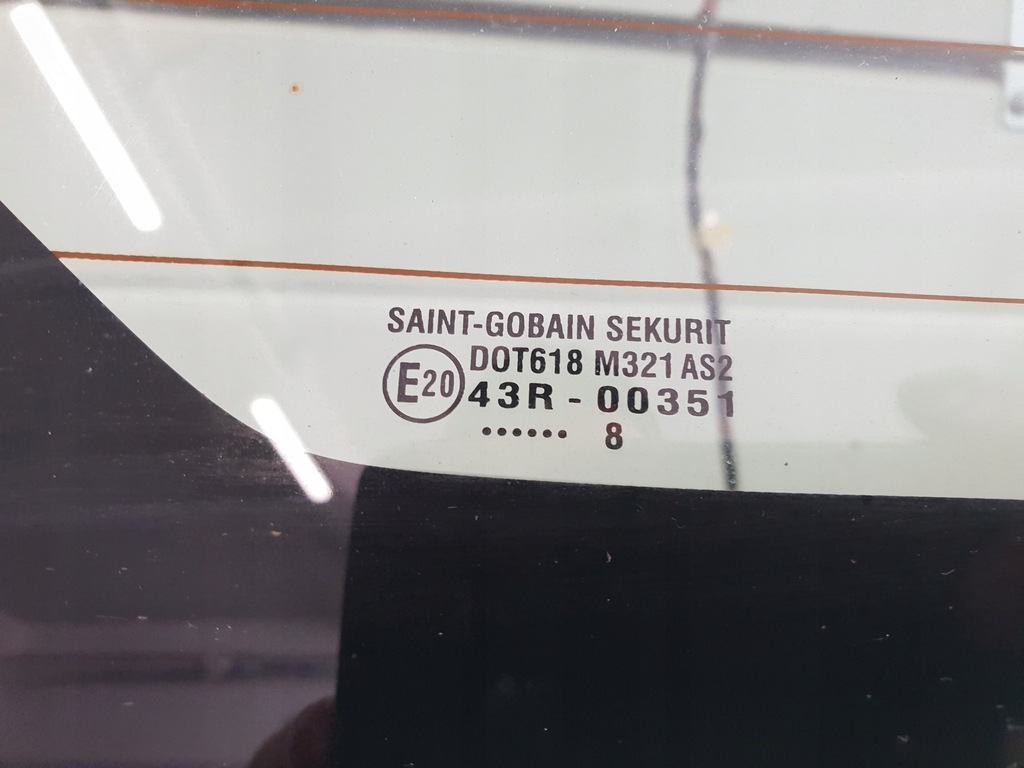 SAINT-GOBAIN SEKURIT
DOT618 M321 AS2
E20 43R - 00351
...... 8